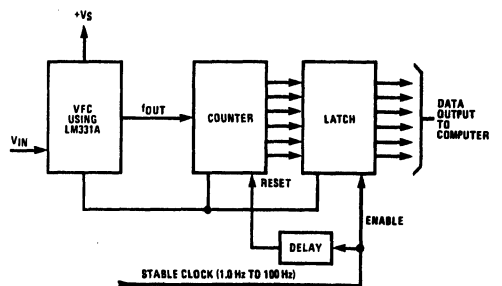 +VS
VFC
USING
LM331A
fOUT
COUNTER
LATCH
DATA
OUTPUT
TO
COMPUTER
VIN
RESET
ENABLE
DELAY
STABLE CLOCK (1.0 Hz TO 100 Hz)